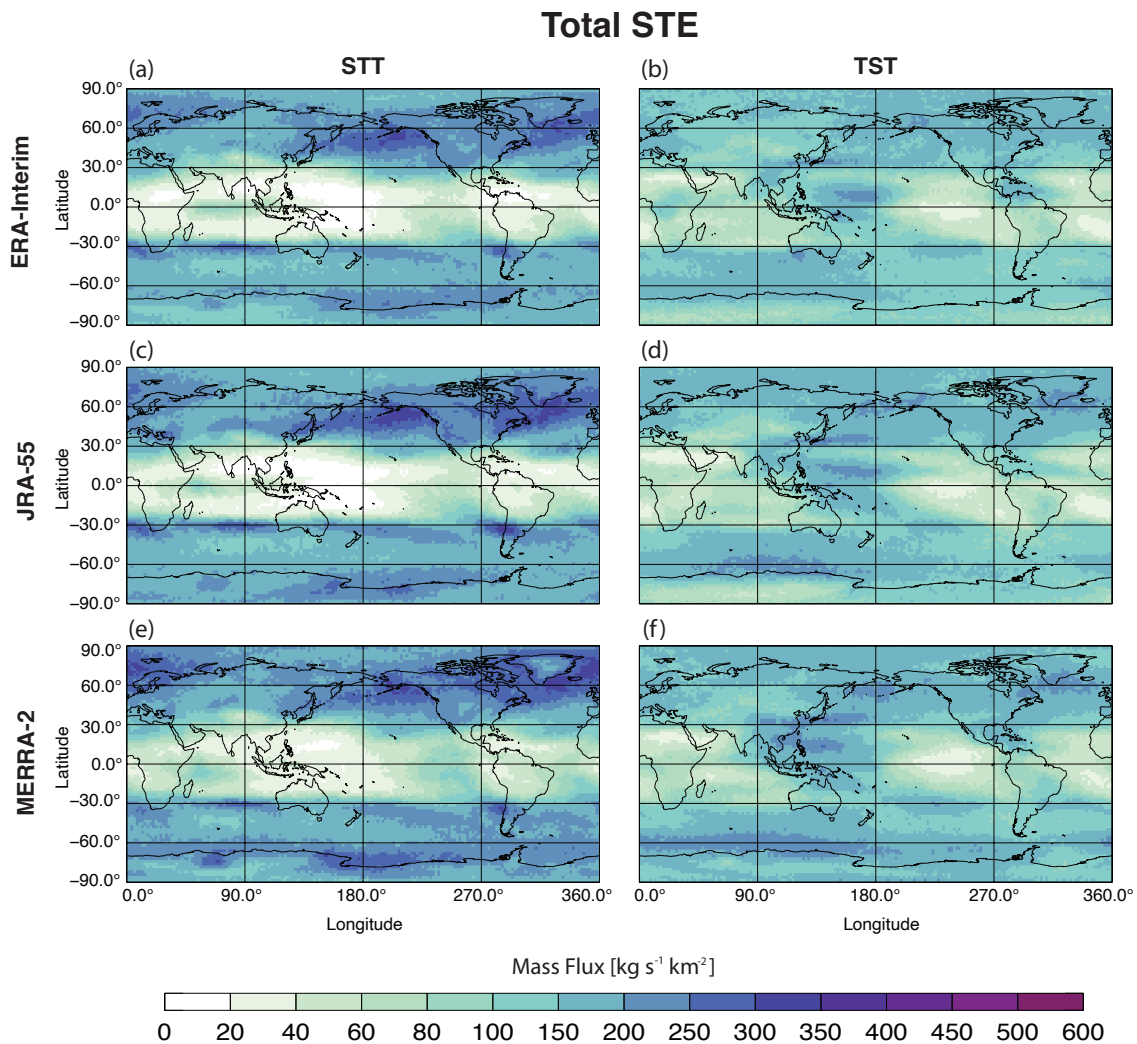 Total STE
STT
TST
(a)
(b)
ERA-Interim
Latitude
90.0°
60.0°
30.0°
0.0°
−30.0°
−60.0°
−90.0°
(c)
(d)
JRA-55
Latitude
90.0°
60.0°
30.0°
0.0°
−30.0°
−60.0°
−90.0°
(e)
(f)
MERRA-2
Latitude
90.0°
60.0°
30.0°
0.0°
−30.0°
−60.0°
−90.0°
0.0° 90.0° 180.0° 270.0° 360.0°
0.0° 90.0° 180.0° 270.0° 360.0°
Longitude
Longitude
Mass Flux [kg s⁻¹ km⁻²]
0 20 40 60 80 100 150 200 250 300 350 400 450 500 600